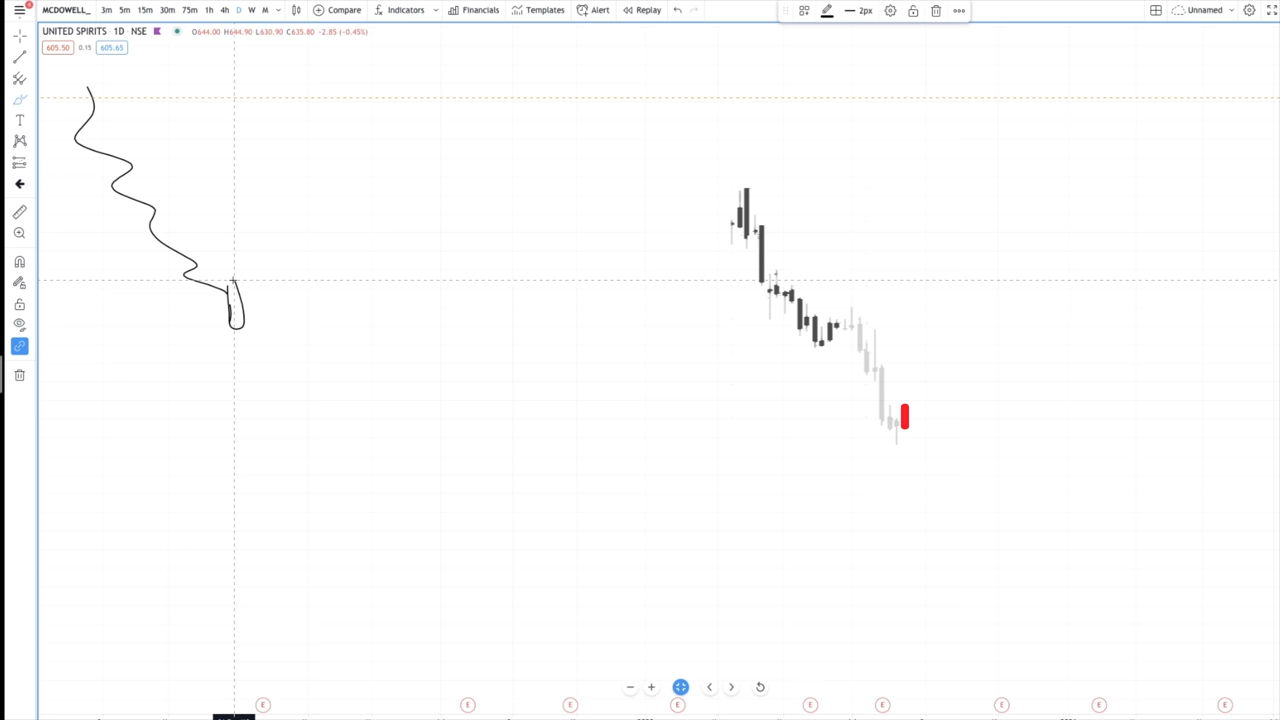 MCDOWELL_ 3m 5m 15m 30m 75m 1h 4h D W M Compare Indicators Financials Templates Alert Replay 2px Unnamed
UNITED SPIRITS 1D NSE O644.00 H644.90 L630.90 C635.80 -2.85 (-0.45%)
605.50 0.15 605.65
E E E E E E E E E